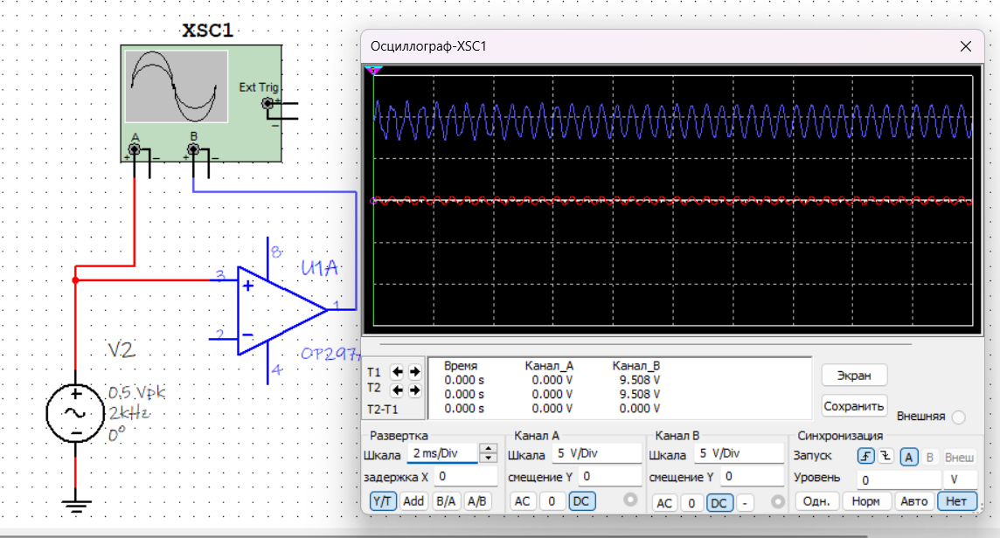 XSC1
Ext Trig
+
−
A
B
+ − + −
8
U1A
3
+
1
2
−
OP297
4
V2
+
0.5 Vpk
2kHz
−
0°
Осциллограф-XSC1
T1
T2
T2-T1
Время Канал_A Канал_B
0.000 s 0.000 V 9.508 V
0.000 s 0.000 V 9.508 V
0.000 s 0.000 V 0.000 V
Экран
Сохранить
Внешняя
Развертка
Шкала 2 ms/Div
задержка X 0
Y/T Add B/A A/B
Канал A
Шкала 5 V/Div
смещение Y 0
AC 0 DC
Канал B
Шкала 5 V/Div
смещение Y 0
AC 0 DC -
Синхронизация
Запуск A B Внеш
Уровень 0 V
Одн. Норм Авто Нет